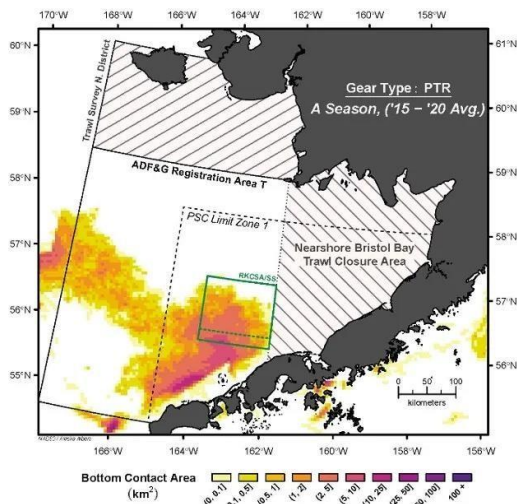 168°W 166°W 164°W 162°W 160°W 158°W 156°W
60°N
61°N
59°N
60°N
58°N
59°N
57°N
58°N
56°N
57°N
55°N
56°N
55°N
Trawl Survey N. District
Gear Type : PTR
A Season, ('15 – '20 Avg.)
ADF&G Registration Area T
PSC Limit Zone 1
Nearshore Bristol Bay
Trawl Closure Area
RKCSA/SS
0 50 100
kilometers
166°W 164°W 162°W 160°W 158°W
Bottom Contact Area
(km²)
(0, 0.1]
(0.1, 0.5]
(0.5, 1]
(1, 2]
(2, 5]
(5, 10]
(10, 25]
(25, 50]
100+